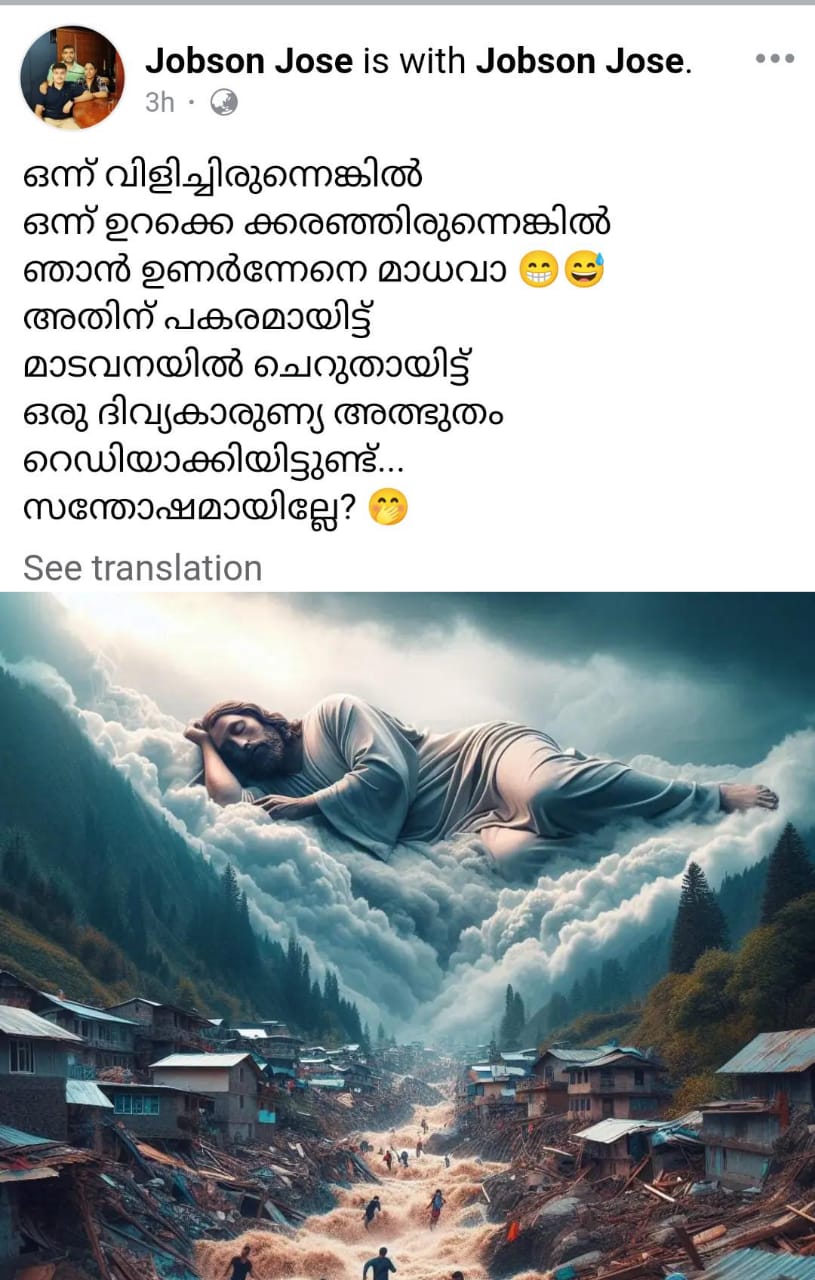 Jobson Jose is with Jobson Jose.
3h ·
ഒന്ന് വിളിച്ചിരുന്നെങ്കിൽ
ഒന്ന് ഉറക്കെ ക്കരഞ്ഞിരുന്നെങ്കിൽ
ഞാൻ ഉണർന്നേനെ മാധവാ 😁😅
അതിന് പകരമായിട്ട്
മാടവനയിൽ ചെറുതായിട്ട്
ഒരു ദിവ്യകാരുണ്യ അത്ഭുതം
റെഡിയാക്കിയിട്ടുണ്ട്...
സന്തോഷമായില്ലേ? 🤭
See translation